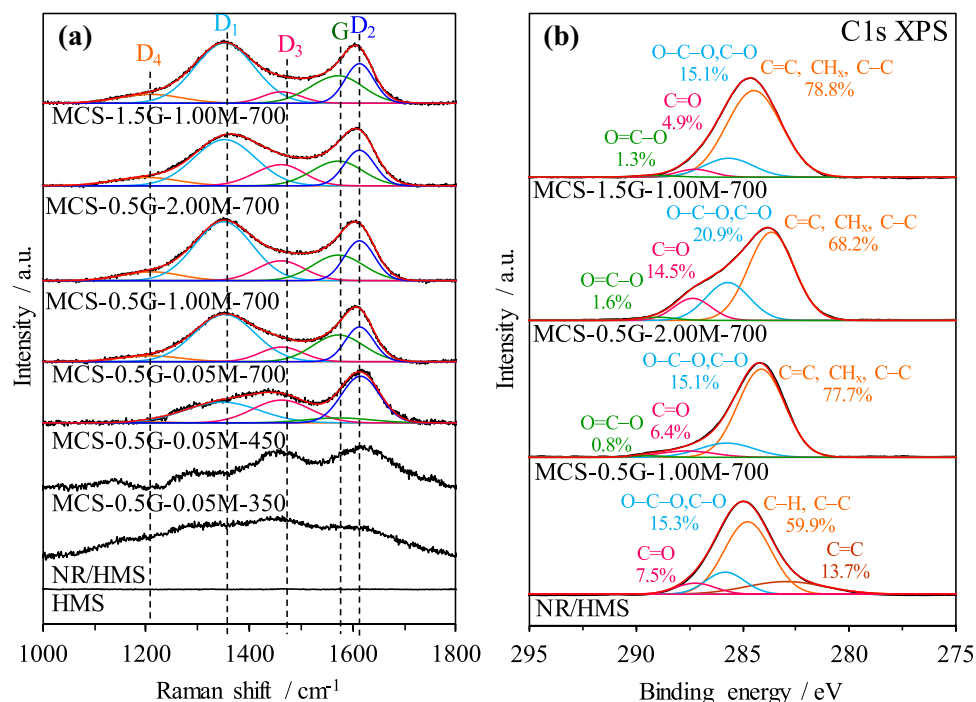 (a)
D₄
D₁
D₃
G
D₂
MCS-1.5G-1.00M-700
MCS-0.5G-2.00M-700
MCS-0.5G-1.00M-700
MCS-0.5G-0.05M-700
MCS-0.5G-0.05M-450
MCS-0.5G-0.05M-350
NR/HMS
HMS
Intensity / a.u.
1000 1200 1400 1600 1800
Raman shift / cm⁻¹
(b)
C1s XPS
O–C–O,C–O
15.1%
C=C, CHₓ, C–C
78.8%
C=O
4.9%
O=C–O
1.3%
MCS-1.5G-1.00M-700
O–C–O,C–O
20.9%
C=C, CHₓ, C–C
68.2%
C=O
14.5%
O=C–O
1.6%
MCS-0.5G-2.00M-700
O–C–O,C–O
15.1%
C=C, CHₓ, C–C
77.7%
C=O
6.4%
O=C–O
0.8%
MCS-0.5G-1.00M-700
O–C–O,C–O
15.3%
C–H, C–C
59.9%
C=O
7.5%
C=C
13.7%
NR/HMS
Intensity / a.u.
295 290 285 280 275
Binding energy / eV